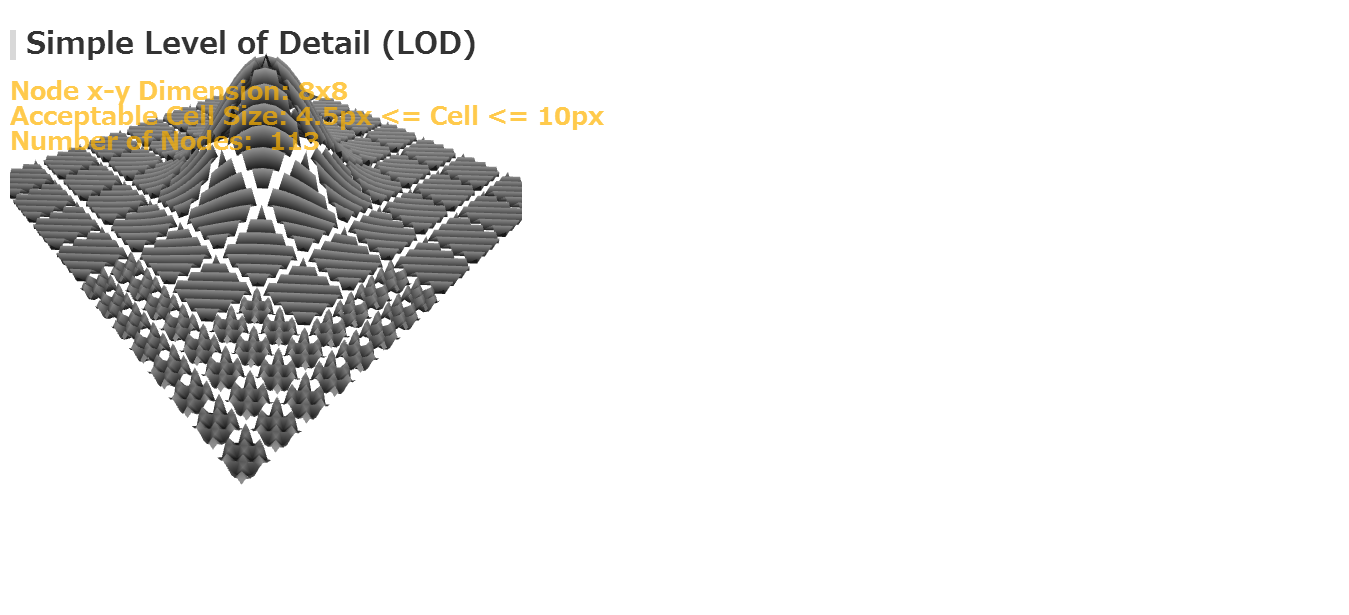 Simple Level of Detail (LOD)
Node x-y Dimension: 8x8
Acceptable Cell Size: 4.5px <= Cell <= 10px
Number of Nodes: 113